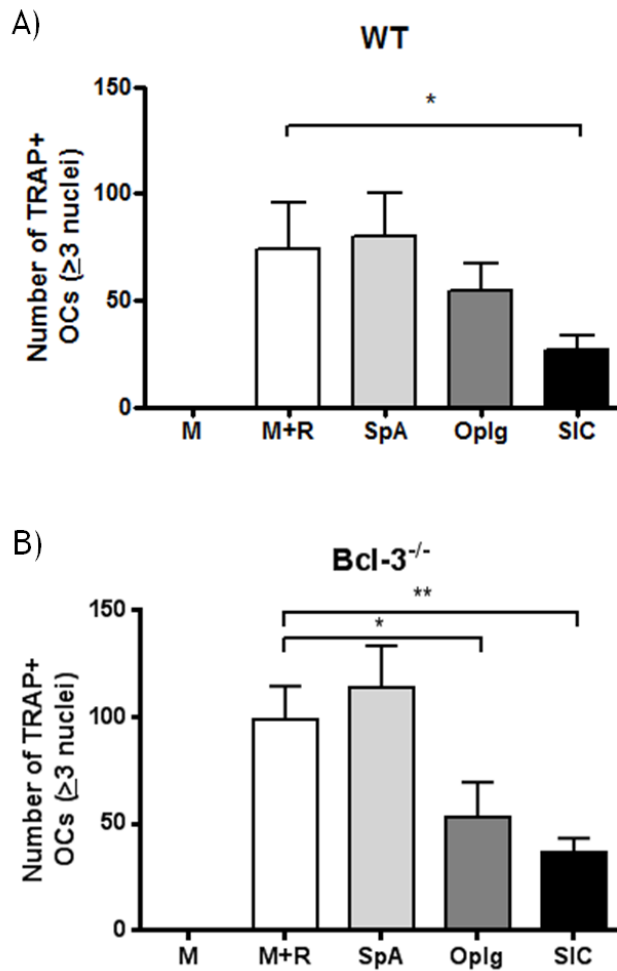 A)
WT
150
*
100
50
0
Number of TRAP+
OCs (≥3 nuclei)
M M+R SpA OpIg SIC
B)
Bcl-3-/-
150
**
*
100
50
0
Number of TRAP+
OCs (≥3 nuclei)
M M+R SpA OpIg SIC